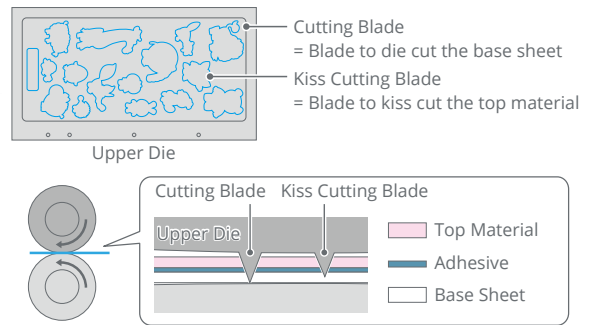 Cutting Blade
= Blade to die cut the base sheet
Kiss Cutting Blade
= Blade to kiss cut the top material
Upper Die
Cutting Blade Kiss Cutting Blade
Upper Die
Top Material
Adhesive
Base Sheet